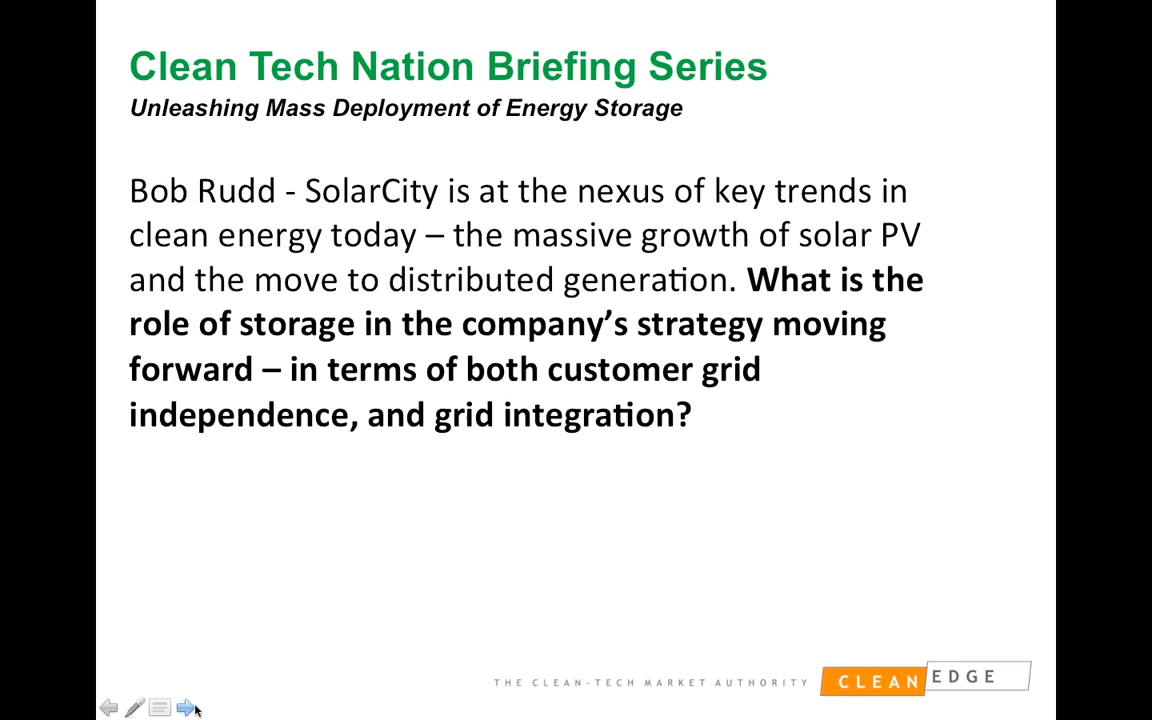 Clean Tech Nation Briefing Series
Unleashing Mass Deployment of Energy Storage
Bob Rudd - SolarCity is at the nexus of key trends in
clean energy today – the massive growth of solar PV
and the move to distributed generation. What is the
role of storage in the company’s strategy moving
forward – in terms of both customer grid
independence, and grid integration?
THE CLEAN-TECH MARKET AUTHORITY
CLEAN EDGE